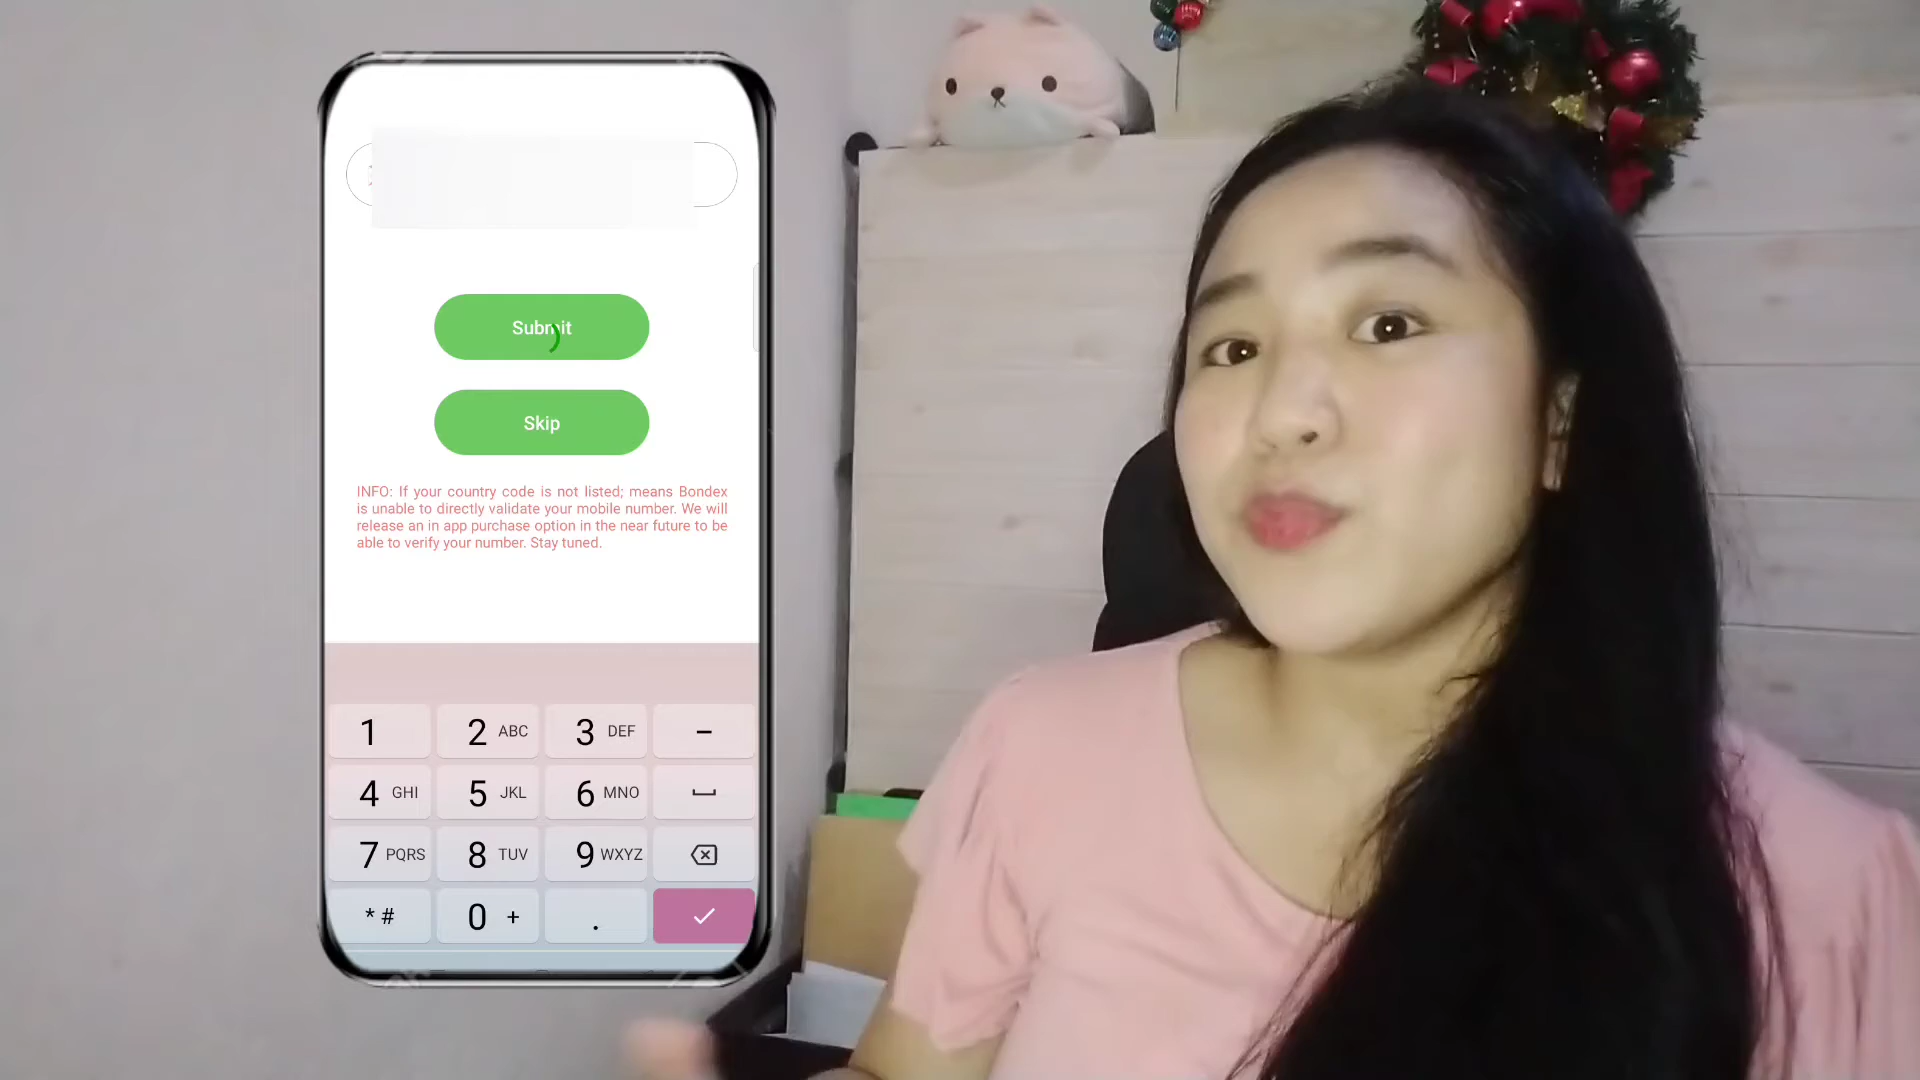 Submit
Skip
INFO: If your country code is not listed; means Bondex
is unable to directly validate your mobile number. We will
release an in app purchase option in the near future to be
able to verify your number. Stay tuned.
1 2 ABC 3 DEF –
4 GHI 5 JKL 6 MNO
7 PQRS 8 TUV 9 WXYZ
* # 0 + .